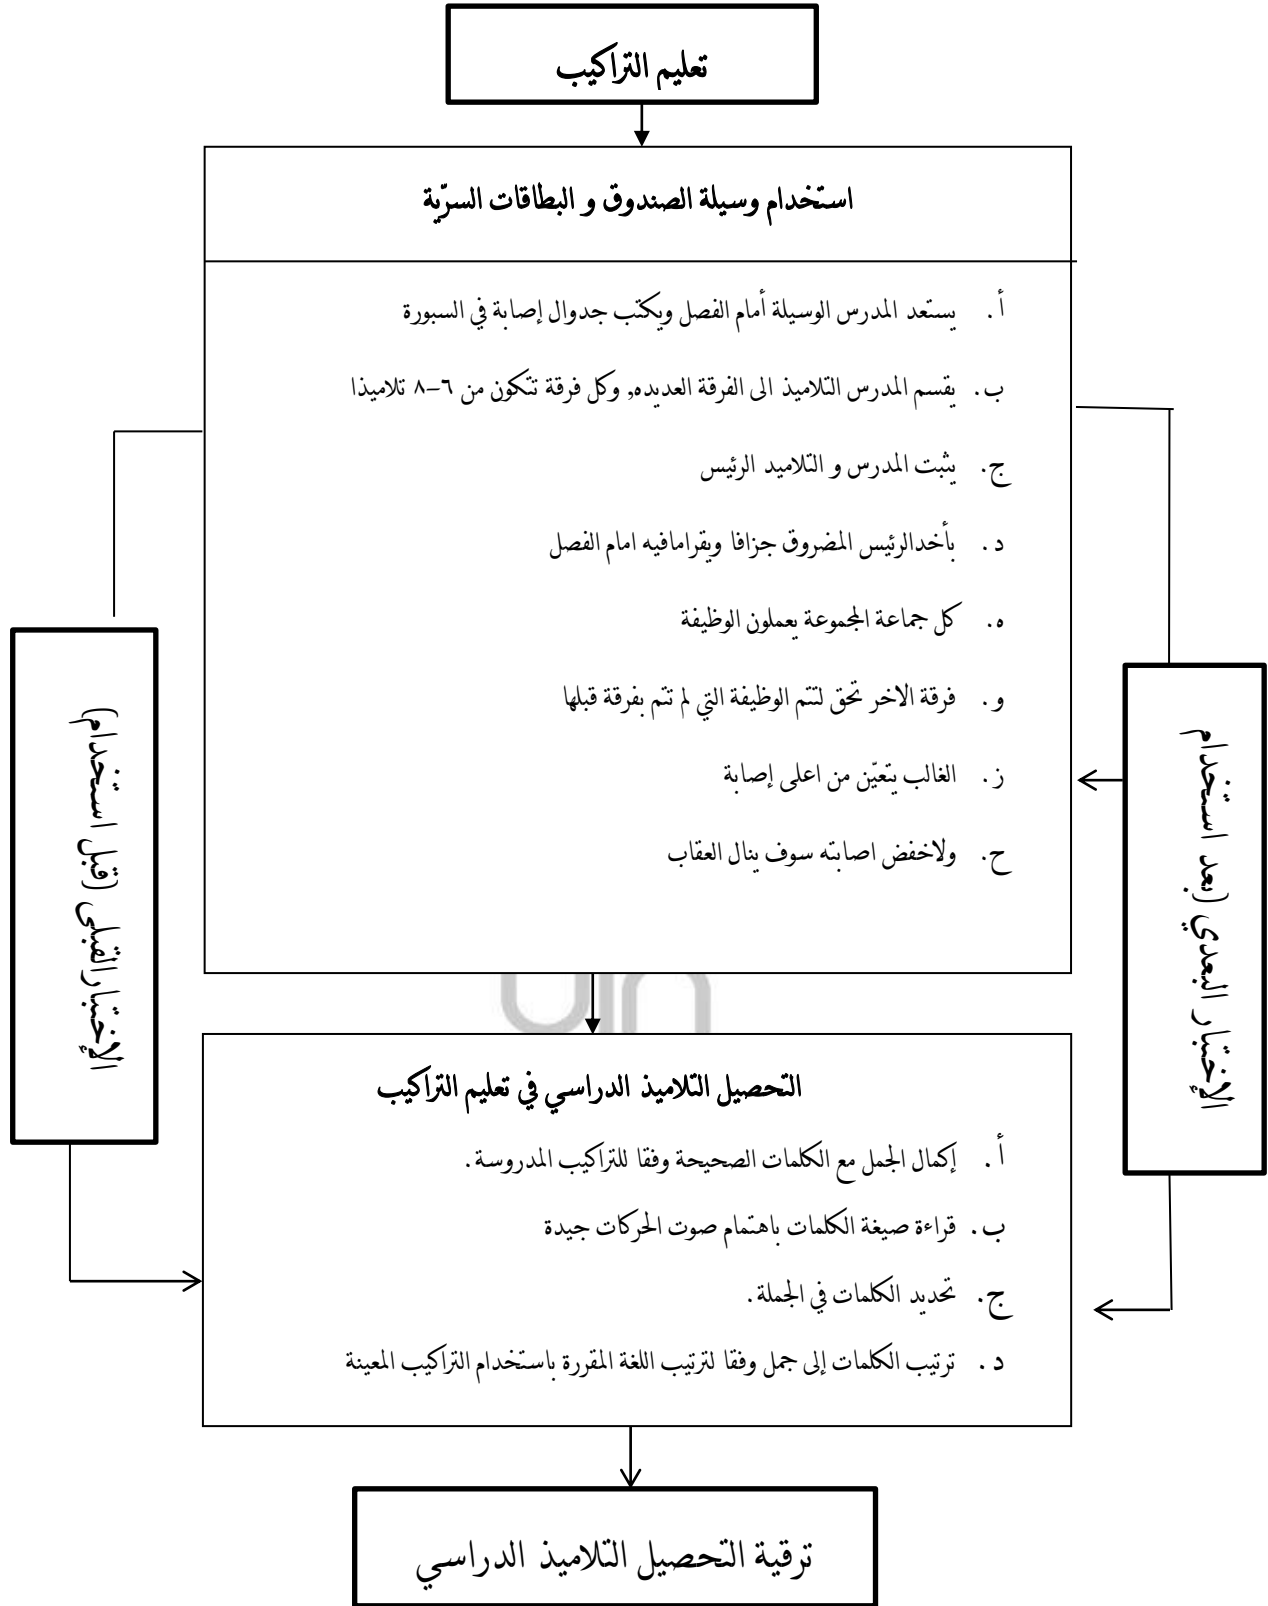 تعليم التراكيب
استخدام وسيلة الصندوق و البطاقات السرّية
أ. يستعد المدرس الوسيلة أمام الفصل ويكتب جدوال إصابة في السبورة
ب. يقسم المدرس التلاميذ الى الفرقة العديده, وكل فرقة تتكون من ٦–٨ تلاميذا
ج. يثبت المدرس و التلاميد الرئيس
د. بأخدالرئيس المضروق جزافا ويقرامافيه امام الفصل
ه. كل جماعة المجموعة يعملون الوظيفة
و. فرقة الاخر تحق لتتم الوظيفة التي لم تتم بفرقة قبلها
ز. الغالب يتعيّن من اعلى إصابة
ح. ولاخفض اصابته سوف ينال العقاب
الإختبار البعدي (بعد استخدام
الإختبارالقبلى (قبل استخدام)
uin
التحصيل التلاميذ الدراسي في تعليم التراكيب
أ. إكمال الجمل مع الكلمات الصحيحة وفقا للتراكيب المدروسة.
ب. قراءة صيغة الكلمات باهتمام صوت الحركات جيدة
ج. تحديد الكلمات في الجملة.
د. ترتيب الكلمات إلى جمل وفقا لترتيب اللغة المقررة باستخدام التراكيب المعينة
ترقية التحصيل التلاميذ الدراسي